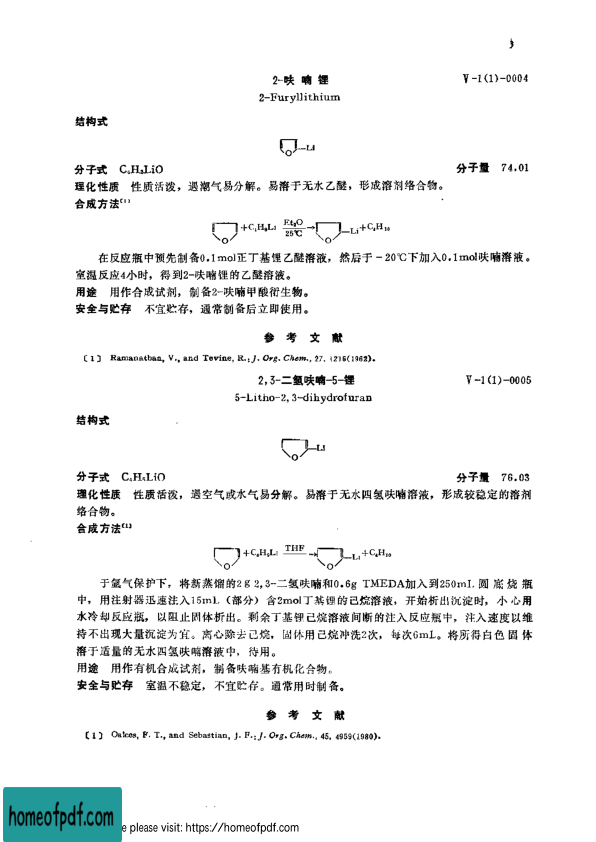 3
2-呋喃锂 V-1(1)-0004
2-Furyllithium
结构式
O Li
分子式 C₄H₃LiO 分子量 74.01
理化性质 性质活泼，遇潮气易分解。易溶于无水乙醚，形成溶剂络合物。
合成方法[1]
O +C₄H₉Li Et₂O 25℃ → O Li +C₄H₁₀
在反应瓶中预先制备0.1mol正丁基锂乙醚溶液，然后于-20℃下加入0.1mol呋喃溶液。
室温反应4小时，得到2-呋喃锂的乙醚溶液。
用途 用作合成试剂，制备2-呋喃甲酸衍生物。
安全与贮存 不宜贮存，通常制备后立即使用。
参考文献
[1] Ramanathan, V., and Tevine, R.; J. Org. Chem., 27, 1216(1962).
2,3-二氢呋喃-5-锂 V-1(1)-0005
5-Litho-2,3-dihydrofuran
结构式
O Li
分子式 C₄H₅LiO 分子量 76.03
理化性质 性质活泼，遇空气或水气易分解。易溶于无水四氢呋喃溶液，形成较稳定的溶剂
络合物。
合成方法[1]
O +C₄H₉Li THF → O Li +C₄H₁₀
于氩气保护下，将新蒸馏的2g 2,3-二氢呋喃和0.6g TMEDA加入到250mL圆底烧瓶
中，用注射器迅速注入15mL（部分）含2mol丁基锂的己烷溶液，开始析出沉淀时，小心用
水冷却反应瓶，以阻止固体析出。剩余丁基锂己烷溶液间断的注入反应瓶中，注入速度以维
持不出现大量沉淀为宜。离心除去己烷，固体用己烷冲洗2次，每次6mL。将所得白色固体
溶于适量的无水四氢呋喃溶液中，待用。
用途 用作有机合成试剂，制备呋喃基有机化合物。
安全与贮存 室温不稳定，不宜贮存。通常用时制备。
参考文献
[1] Oakes, F. T., and Sebastian, J. F.; J. Org. Chem., 45, 4959(1980).
homeofpdf.com
e please visit: https://homeofpdf.com